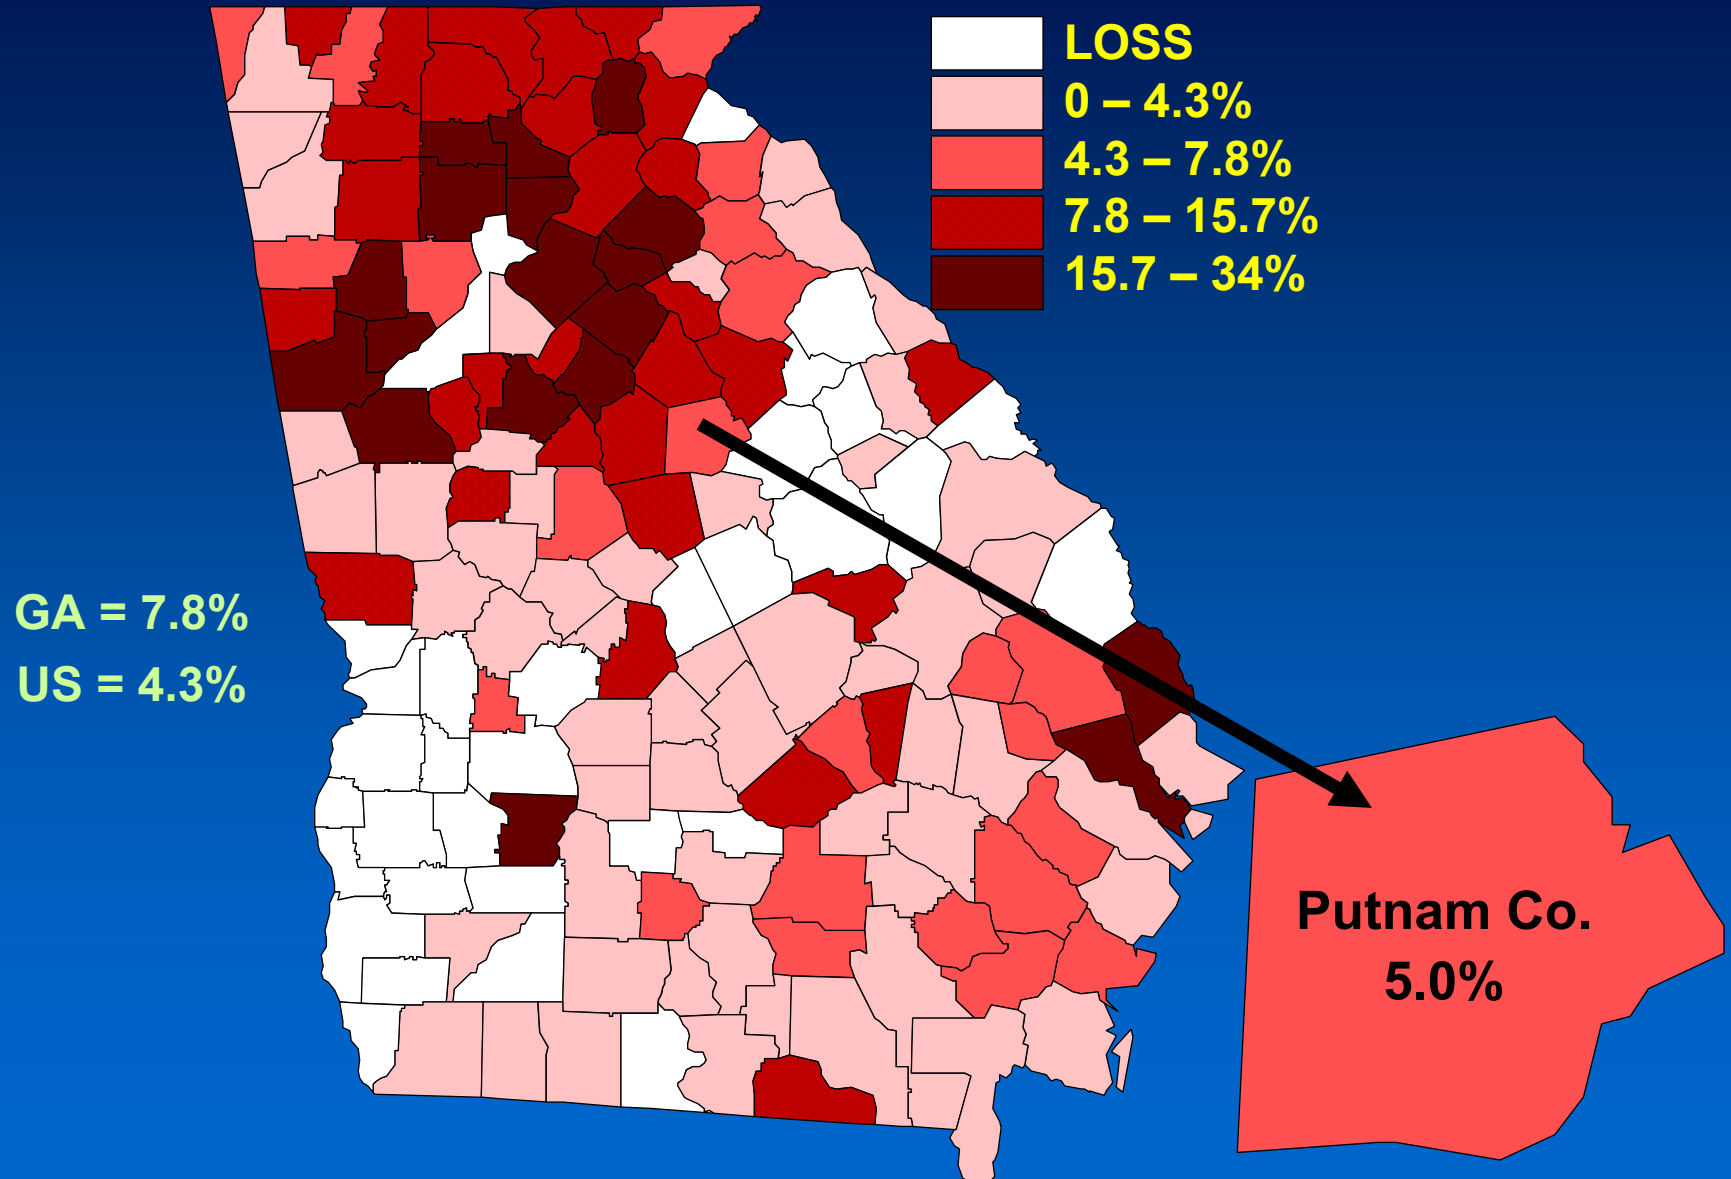 LOSS
0 – 4.3%
4.3 – 7.8%
7.8 – 15.7%
15.7 – 34%
GA = 7.8%
US = 4.3%
Putnam Co.
5.0%